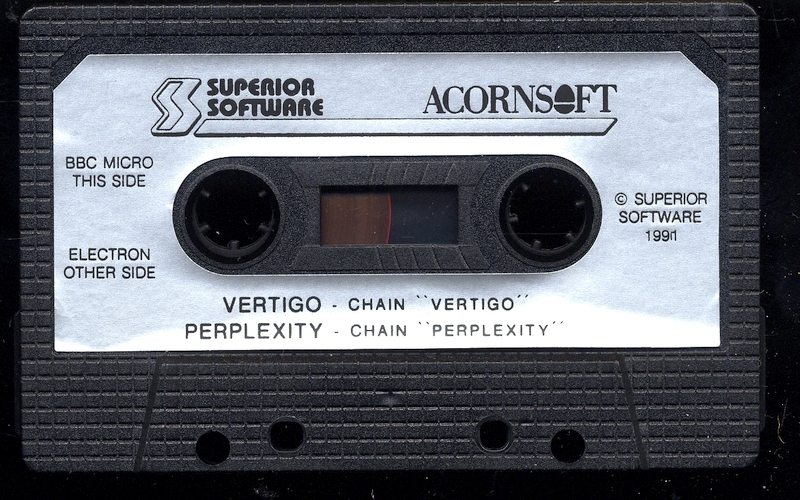 SUPERIOR
SOFTWARE
ACORNSOFT
BBC MICRO
THIS SIDE
ELECTRON
OTHER SIDE
© SUPERIOR
SOFTWARE
1991
VERTIGO - CHAIN ``VERTIGO´´
PERPLEXITY - CHAIN ``PERPLEXITY´´